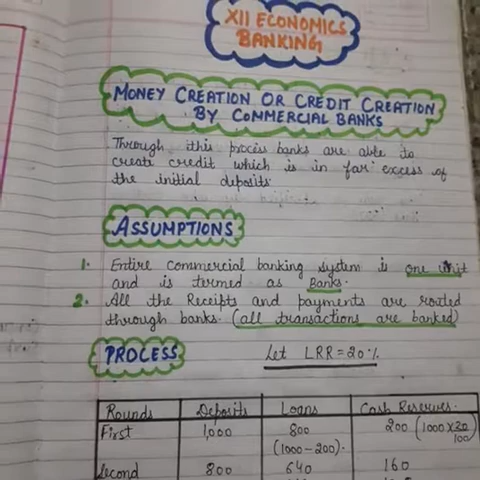 XII ECONOMICS
BANKING
MONEY CREATION OR CREDIT CREATION
BY COMMERCIAL BANKS
Through this process banks are able to
create credit which is in far excess of
the initial deposits
ASSUMPTIONS
1. Entire commercial banking system is one unit
and is termed as Banks.
2. All the Receipts and payments are routed
through banks. (all transactions are banked)
PROCESS Let LRR = 20%
Rounds Deposits Loans Cash Reserves.
First 1,000 800 200 (1000 × 20/100)
(1000-200).
Second 800 640 160